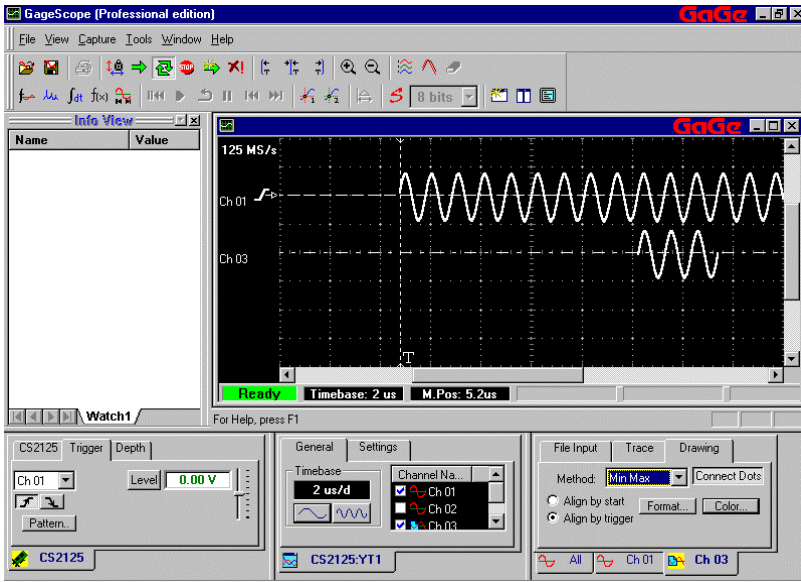 GageScope (Professional edition)
GaGe
File View Capture Tools Window Help
∫dt f(x) 8 bits
Info View
Name Value
GaGe
125 MS/s
Ch 01
Ch 03
T
Ready Timebase: 2 us M.Pos: 5.2us
Watch1
For Help, press F1
CS2125 Trigger Depth
Ch 01 Level 0.00 V
Pattern..
CS2125
General Settings
Timebase
2 us/d
Channel Na...
Ch 01
Ch 02
Ch 03
CS2125:YT1
File Input Trace Drawing
Method: Min Max Connect Dots
Align by start
Align by trigger
Format... Color...
All Ch 01 Ch 03